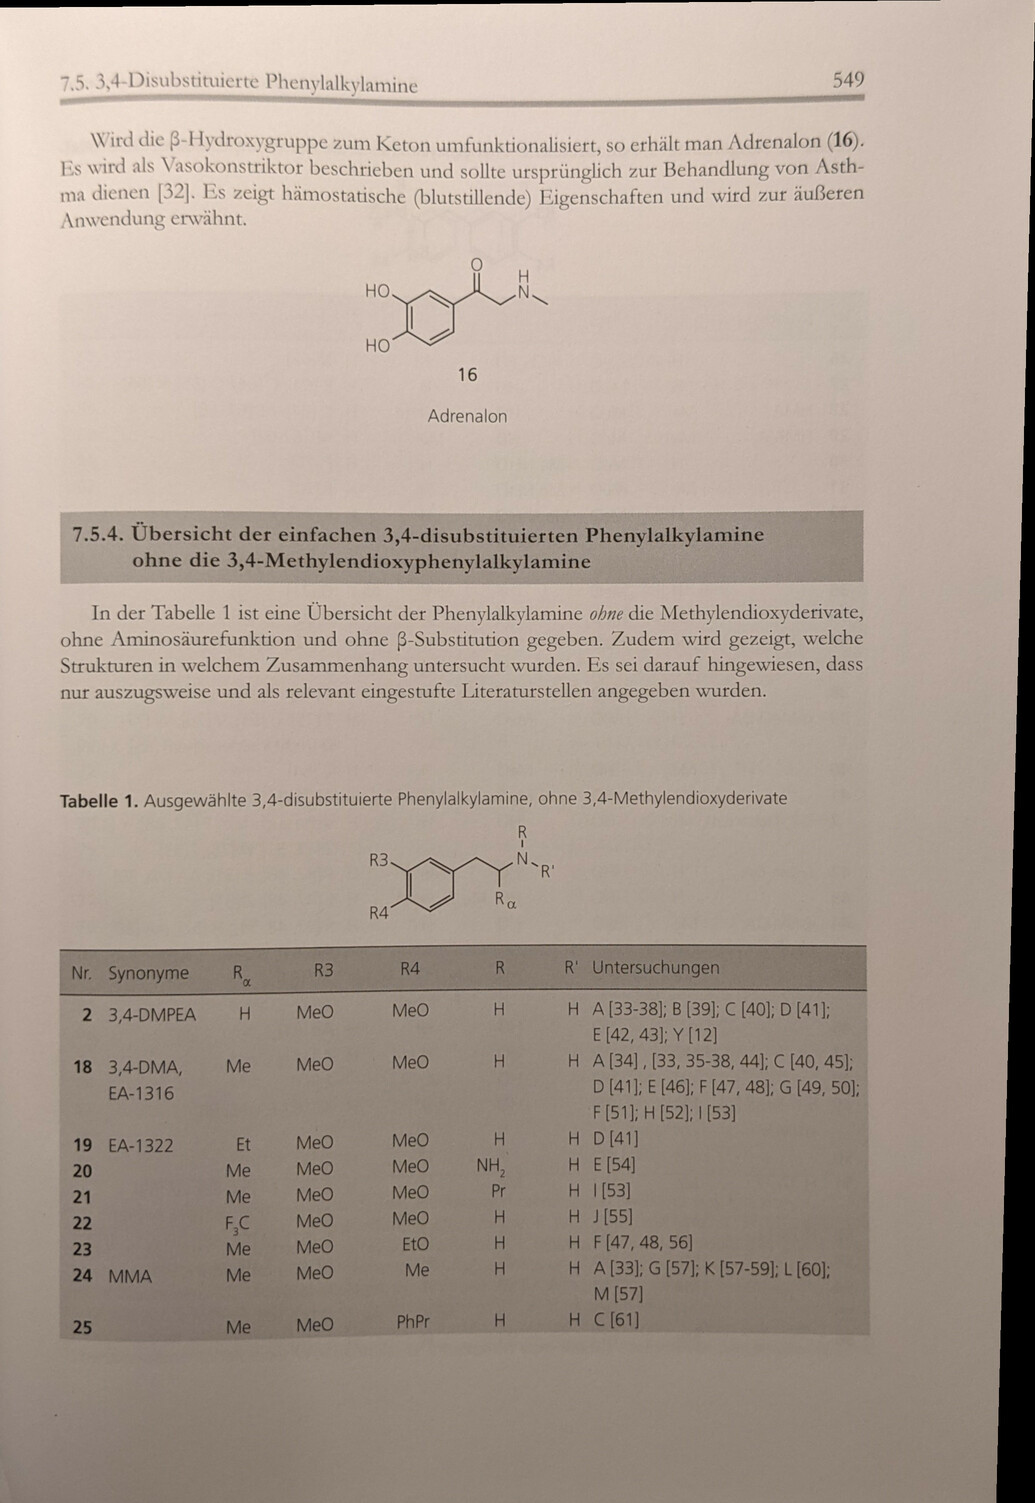 7.5. 3,4-Disubstituierte Phenylalkylamine 549
Wird die β-Hydroxygruppe zum Keton umfunktionalisiert, so erhält man Adrenalon (16).
Es wird als Vasokonstriktor beschrieben und sollte ursprünglich zur Behandlung von Asth-
ma dienen [32]. Es zeigt hämostatische (blutstillende) Eigenschaften und wird zur äußeren
Anwendung erwähnt.
O
H
HO N
HO
16
Adrenalon
7.5.4. Übersicht der einfachen 3,4-disubstituierten Phenylalkylamine
ohne die 3,4-Methylendioxyphenylalkylamine
In der Tabelle 1 ist eine Übersicht der Phenylalkylamine ohne die Methylendioxyderivate,
ohne Aminosäurefunktion und ohne β-Substitution gegeben. Zudem wird gezeigt, welche
Strukturen in welchem Zusammenhang untersucht wurden. Es sei darauf hingewiesen, dass
nur auszugsweise und als relevant eingestufte Literaturstellen angegeben wurden.
Tabelle 1. Ausgewählte 3,4-disubstituierte Phenylalkylamine, ohne 3,4-Methylendioxyderivate
R
R3 N R'
R4 Rα
Nr. Synonyme Rα R3 R4 R R' Untersuchungen
2 3,4-DMPEA H MeO MeO H H A [33-38]; B [39]; C [40]; D [41];
E [42, 43]; Y [12]
18 3,4-DMA, Me MeO MeO H H A [34] , [33, 35-38, 44]; C [40, 45];
EA-1316 D [41]; E [46]; F [47, 48]; G [49, 50];
F [51]; H [52]; I [53]
19 EA-1322 Et MeO MeO H H D [41]
20 Me MeO MeO NH₂ H E [54]
21 Me MeO MeO Pr H I [53]
22 F₃C MeO MeO H H J [55]
23 Me MeO EtO H H F [47, 48, 56]
24 MMA Me MeO Me H H A [33]; G [57]; K [57-59]; L [60];
M [57]
25 Me MeO PhPr H H C [61]